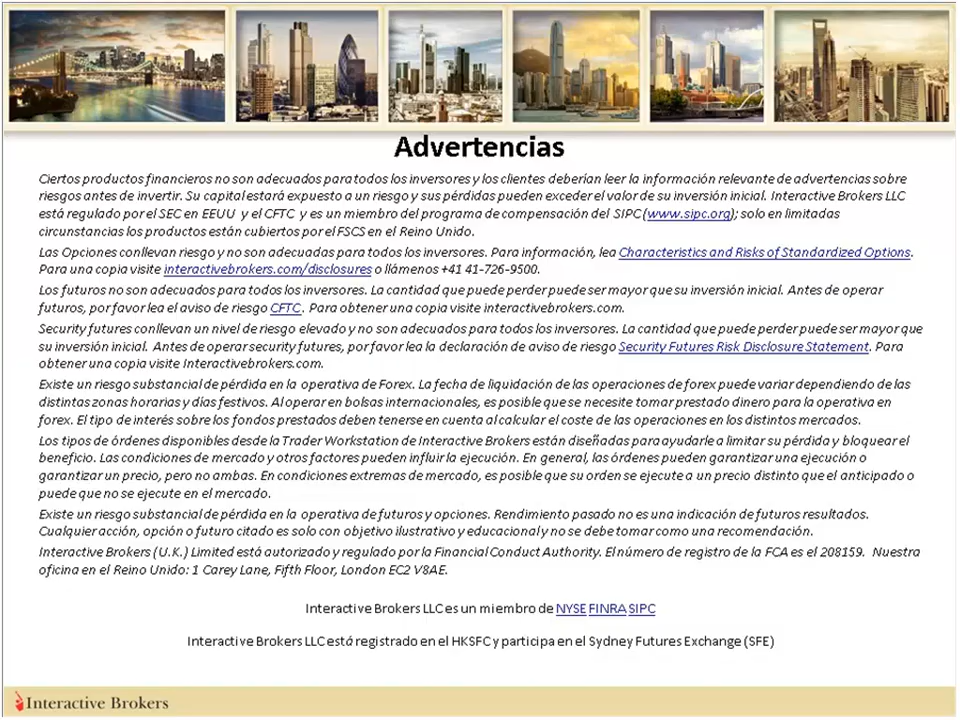 Advertencias
Ciertos productos financieros no son adecuados para todos los inversores y los clientes deberían leer la información relevante de advertencias sobre
riesgos antes de invertir. Su capital estará expuesto a un riesgo y sus pérdidas pueden exceder el valor de su inversión inicial. Interactive Brokers LLC
está regulado por el SEC en EEUU y el CFTC y es un miembro del programa de compensación del SIPC (www.sipc.org); solo en limitadas
circunstancias los productos están cubiertos por el FSCS en el Reino Unido.
Las Opciones conllevan riesgo y no son adecuadas para todos los inversores. Para información, lea Characteristics and Risks of Standardized Options.
Para una copia visite interactivebrokers.com/disclosures o llámenos +41 41-726-9500.
Los futuros no son adecuados para todos los inversores. La cantidad que puede perder puede ser mayor que su inversión inicial. Antes de operar
futuros, por favor lea el aviso de riesgo CFTC. Para obtener una copia visite interactivebrokers.com.
Security futures conllevan un nivel de riesgo elevado y no son adecuados para todos los inversores. La cantidad que puede perder puede ser mayor que
su inversión inicial. Antes de operar security futures, por favor lea la declaración de aviso de riesgo Security Futures Risk Disclosure Statement. Para
obtener una copia visite Interactivebrokers.com.
Existe un riesgo substancial de pérdida en la operativa de Forex. La fecha de liquidación de las operaciones de forex puede variar dependiendo de las
distintas zonas horarias y días festivos. Al operar en bolsas internacionales, es posible que se necesite tomar prestado dinero para la operativa en
forex. El tipo de interés sobre los fondos prestados deben tenerse en cuenta al calcular el coste de las operaciones en los distintos mercados.
Los tipos de órdenes disponibles desde la Trader Workstation de Interactive Brokers están diseñadas para ayudarle a limitar su pérdida y bloquear el
beneficio. Las condiciones de mercado y otros factores pueden influir la ejecución. En general, las órdenes pueden garantizar una ejecución o
garantizar un precio, pero no ambas. En condiciones extremas de mercado, es posible que su orden se ejecute a un precio distinto que el anticipado o
puede que no se ejecute en el mercado.
Existe un riesgo substancial de pérdida en la operativa de futuros y opciones. Rendimiento pasado no es una indicación de futuros resultados.
Cualquier acción, opción o futuro citado es solo con objetivo ilustrativo y educacional y no se debe tomar como una recomendación.
Interactive Brokers (U.K.) Limited está autorizado y regulado por la Financial Conduct Authority. El número de registro de la FCA es el 208159. Nuestra
oficina en el Reino Unido: 1 Carey Lane, Fifth Floor, London EC2 V8AE.
Interactive Brokers LLC es un miembro de NYSE FINRA SIPC
Interactive Brokers LLC está registrado en el HKSFC y participa en el Sydney Futures Exchange (SFE)
Interactive Brokers